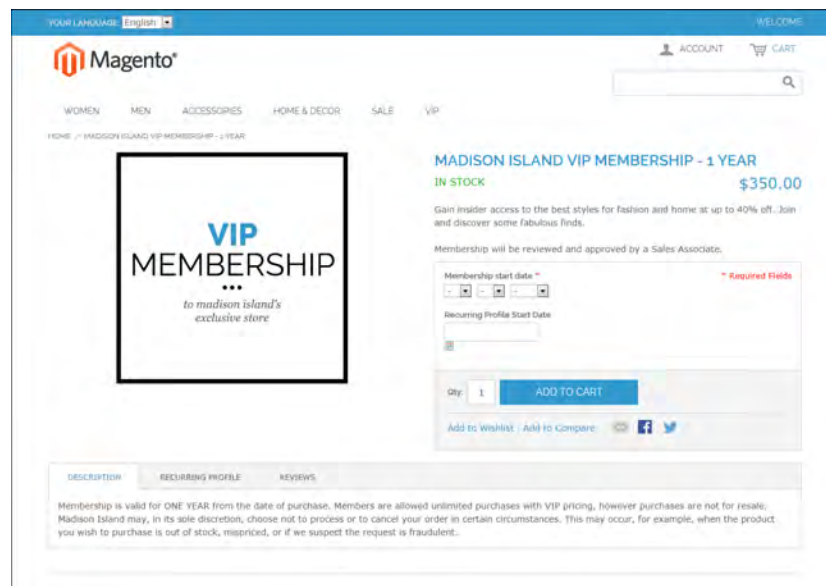 YOUR LANGUAGE: English
WELCOME
Magento®
ACCOUNT
CART
WOMEN MEN ACCESSORIES HOME & DECOR SALE VIP
HOME / MADISON ISLAND VIP MEMBERSHIP - 1 YEAR
VIP
MEMBERSHIP
to madison island's
exclusive store
MADISON ISLAND VIP MEMBERSHIP - 1 YEAR
IN STOCK
$350.00
Gain insider access to the best styles for fashion and home at up to 40% off. Join
and discover some fabulous finds.
Membership will be reviewed and approved by a Sales Associate.
Membership start date *
* Required Fields
- - -
Recurring Profile Start Date
Qty: 1 ADD TO CART
Add to Wishlist | Add to Compare
DESCRIPTION RECURRING PROFILE REVIEWS
Membership is valid for ONE YEAR from the date of purchase. Members are allowed unlimited purchases with VIP pricing, however purchases are not for resale.
Madison Island may, in its sole discretion, choose not to process or to cancel your order in certain circumstances. This may occur, for example, when the product
you wish to purchase is out of stock, mispriced, or if we suspect the request is fraudulent.